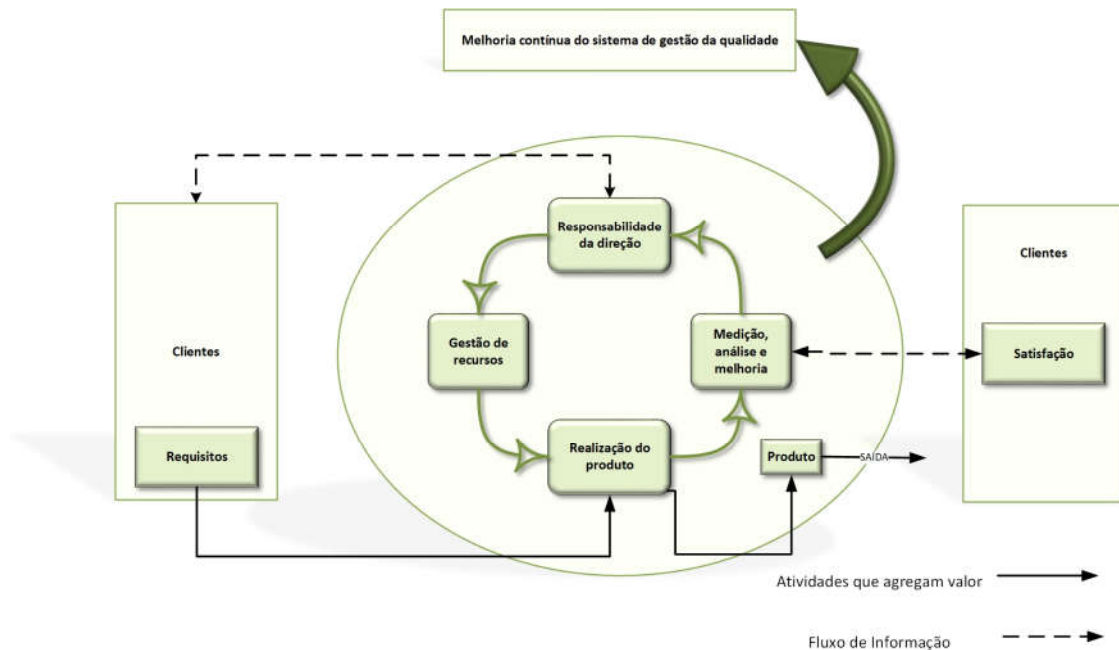 Melhoria contínua do sistema de gestão da qualidade
Responsabilidade
da direção
Clientes
Clientes
Gestão de
recursos
Medição,
análise e
melhoria
Satisfação
Requisitos
Realização do
produto
Produto
SAÍDA
Atividades que agregam valor
Fluxo de Informação